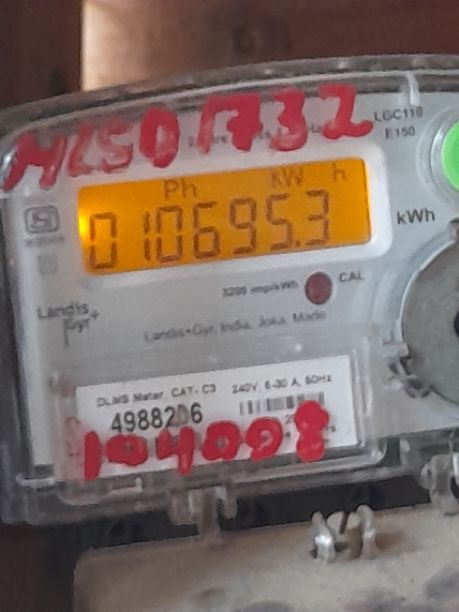 MLSD1732
LGC110
E150
Ph KW h
010695.3
kWh
3200 imp/kWh CAL
Landis
Gyr+
Landis+Gyr, India, Joka, Made
DLMS Meter, CAT- C3 240V, 5-30 A, 50Hz
4988206
104008